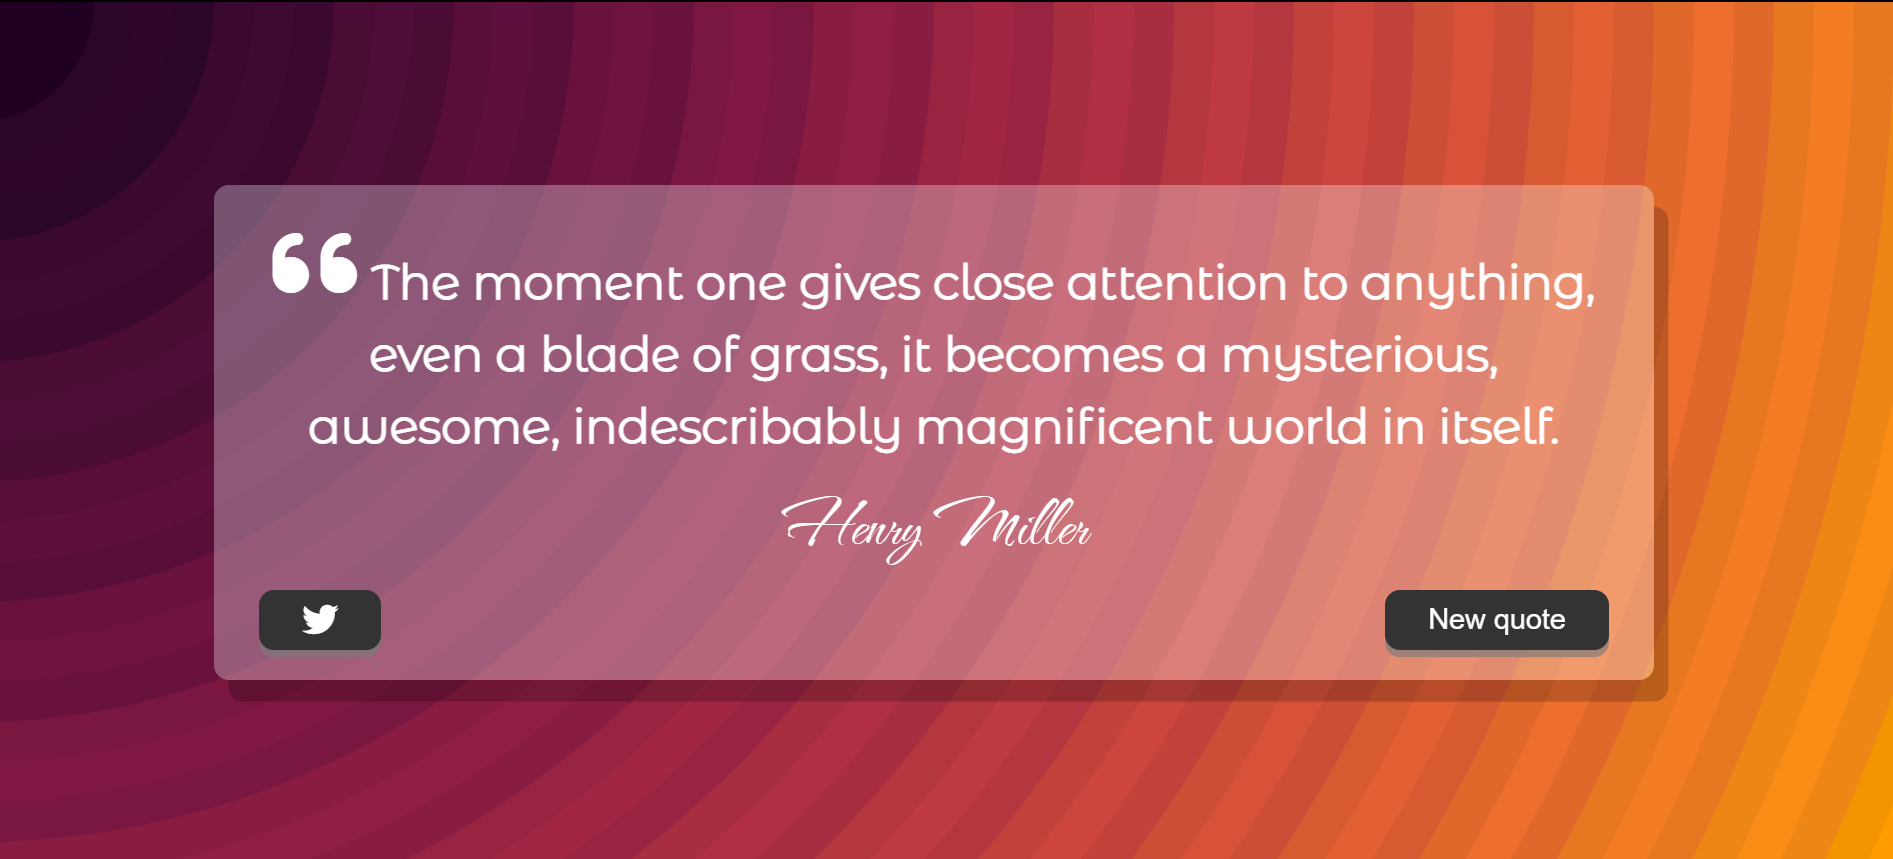 “ The moment one gives close attention to anything,
even a blade of grass, it becomes a mysterious,
awesome, indescribably magnificent world in itself.
Henry Miller
New quote